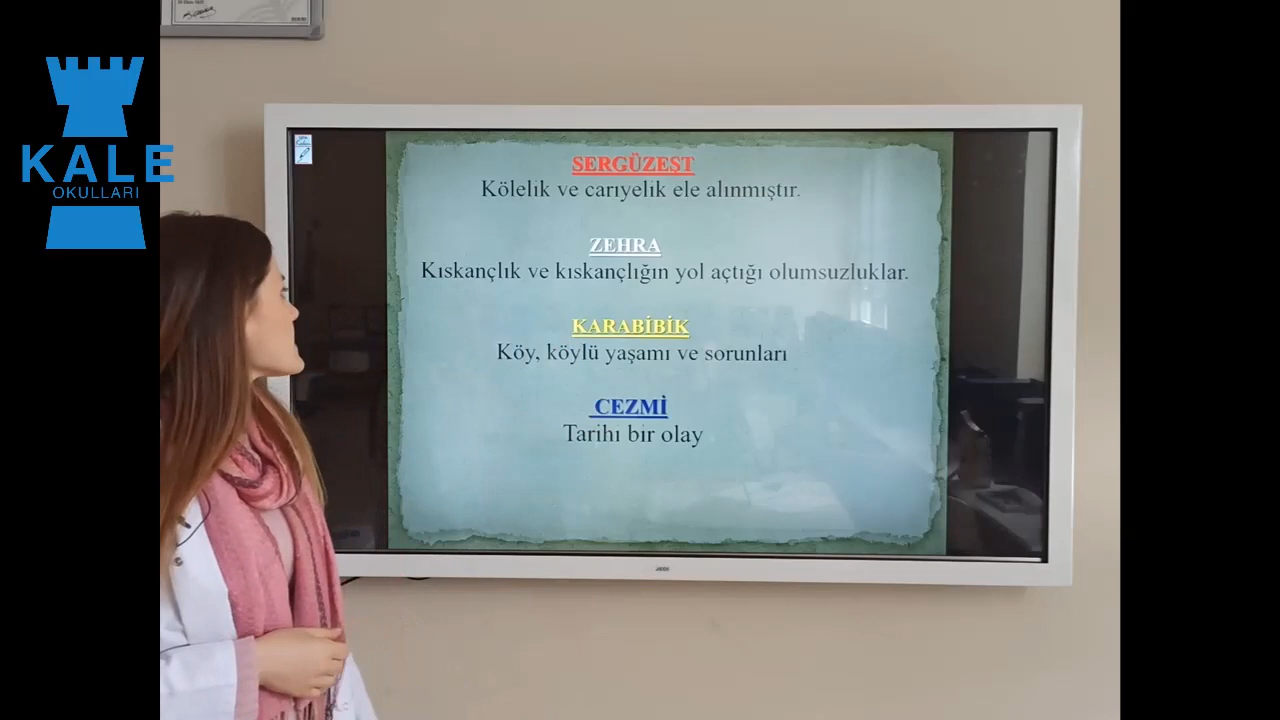 KALE
OKULLARI
SERGÜZEŞT
Kölelik ve cariyelik ele alınmıştır.
ZEHRA
Kıskançlık ve kıskançlığın yol açtığı olumsuzluklar.
KARABİBİK
Köy, köylü yaşamı ve sorunları
CEZMİ
Tarihi bir olay